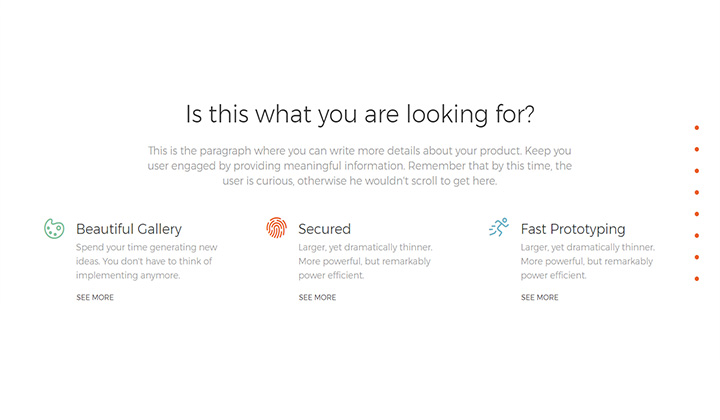 Is this what you are looking for?
This is the paragraph where you can write more details about your product. Keep you
user engaged by providing meaningful information. Remember that by this time, the
user is curious, otherwise he wouldn't scroll to get here.
Beautiful Gallery
Spend your time generating new
ideas. You don't have to think of
implementing anymore.
SEE MORE
Secured
Larger, yet dramatically thinner.
More powerful, but remarkably
power efficient.
SEE MORE
Fast Prototyping
Larger, yet dramatically thinner.
More powerful, but remarkably
power efficient.
SEE MORE